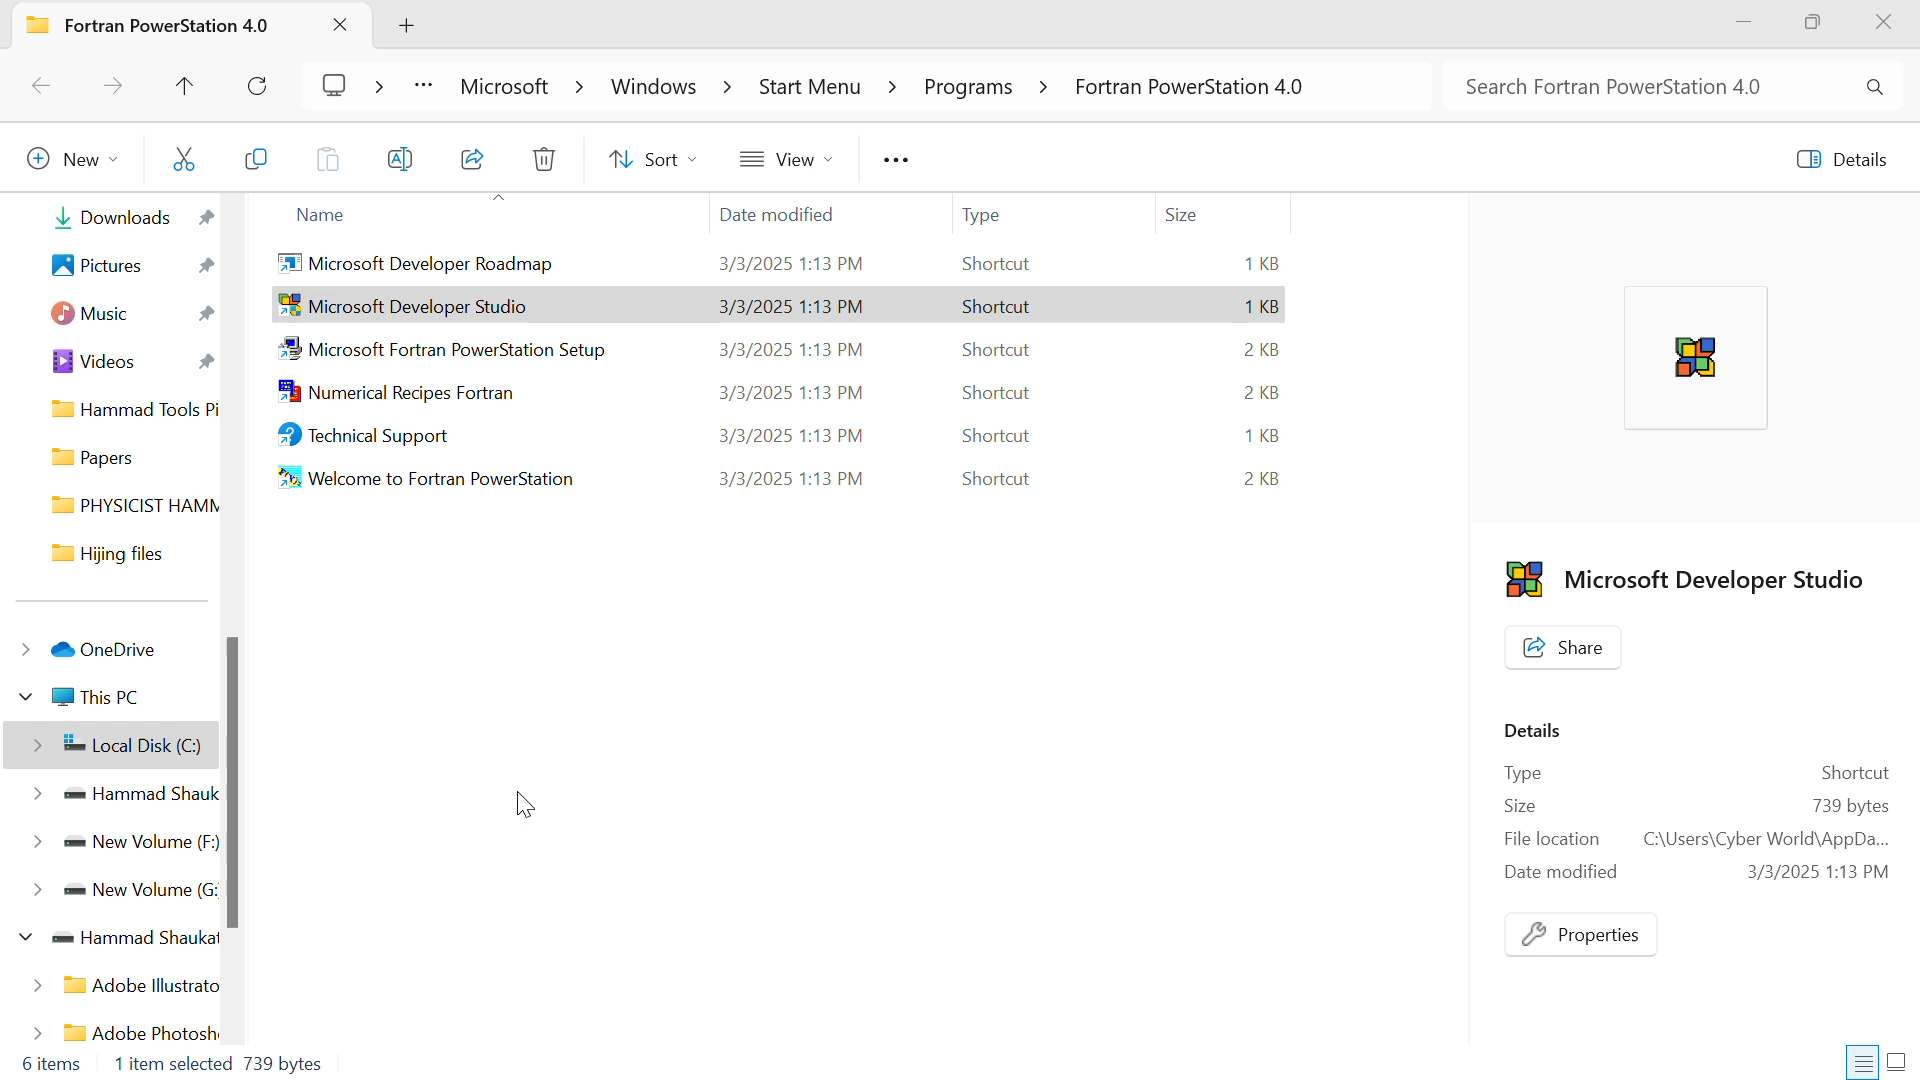 Fortran PowerStation 4.0
Microsoft > Windows > Start Menu > Programs > Fortran PowerStation 4.0
Search Fortran PowerStation 4.0
New
Sort
View
Details
Downloads
Pictures
Music
Videos
Hammad Tools Pi
Papers
PHYSICIST HAMM
Hijing files
OneDrive
This PC
Local Disk (C:)
Hammad Shauk
New Volume (F:)
New Volume (G:)
Hammad Shaukat
Adobe Illustrato
Adobe Photosh
Name Date modified Type Size
Microsoft Developer Roadmap 3/3/2025 1:13 PM Shortcut 1 KB
Microsoft Developer Studio 3/3/2025 1:13 PM Shortcut 1 KB
Microsoft Fortran PowerStation Setup 3/3/2025 1:13 PM Shortcut 2 KB
Numerical Recipes Fortran 3/3/2025 1:13 PM Shortcut 2 KB
Technical Support 3/3/2025 1:13 PM Shortcut 1 KB
Welcome to Fortran PowerStation 3/3/2025 1:13 PM Shortcut 2 KB
Microsoft Developer Studio
Share
Details
Type Shortcut
Size 739 bytes
File location C:\Users\Cyber World\AppDa...
Date modified 3/3/2025 1:13 PM
Properties
6 items 1 item selected 739 bytes